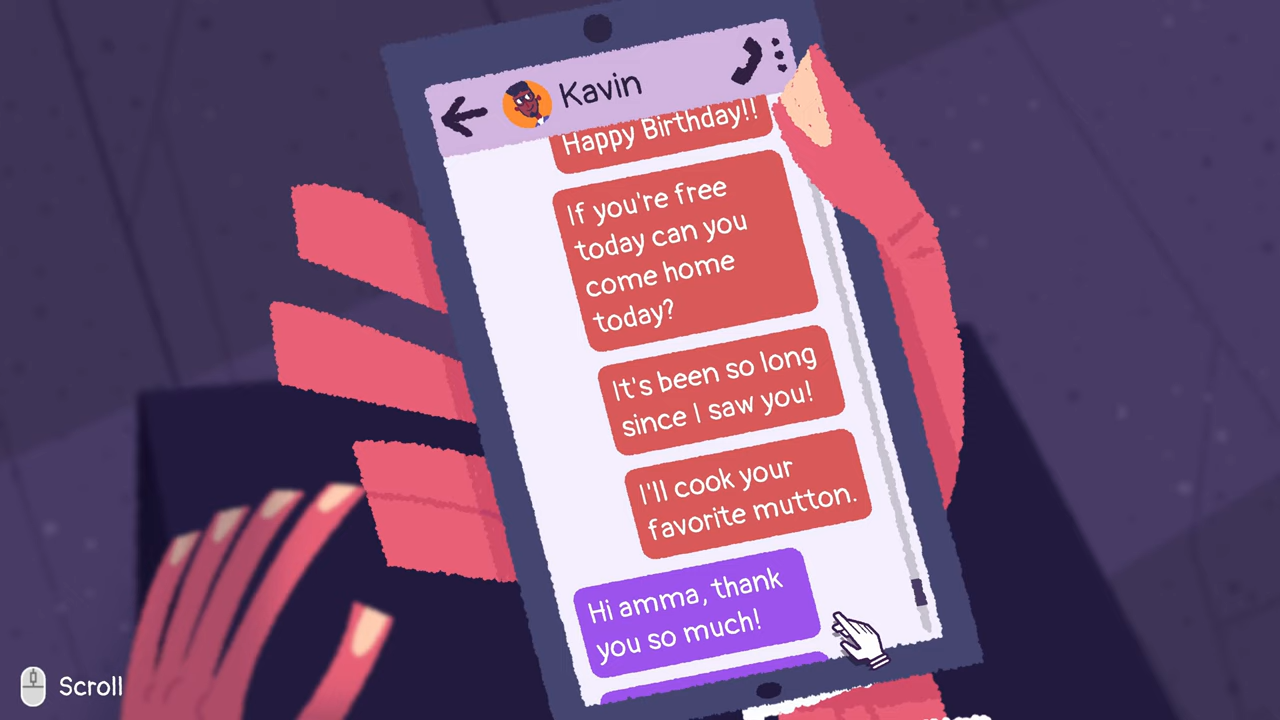 Kavin
Happy Birthday!!
If you're free
today can you
come home
today?
It's been so long
since I saw you!
I'll cook your
favorite mutton.
Hi amma, thank
you so much!
Scroll